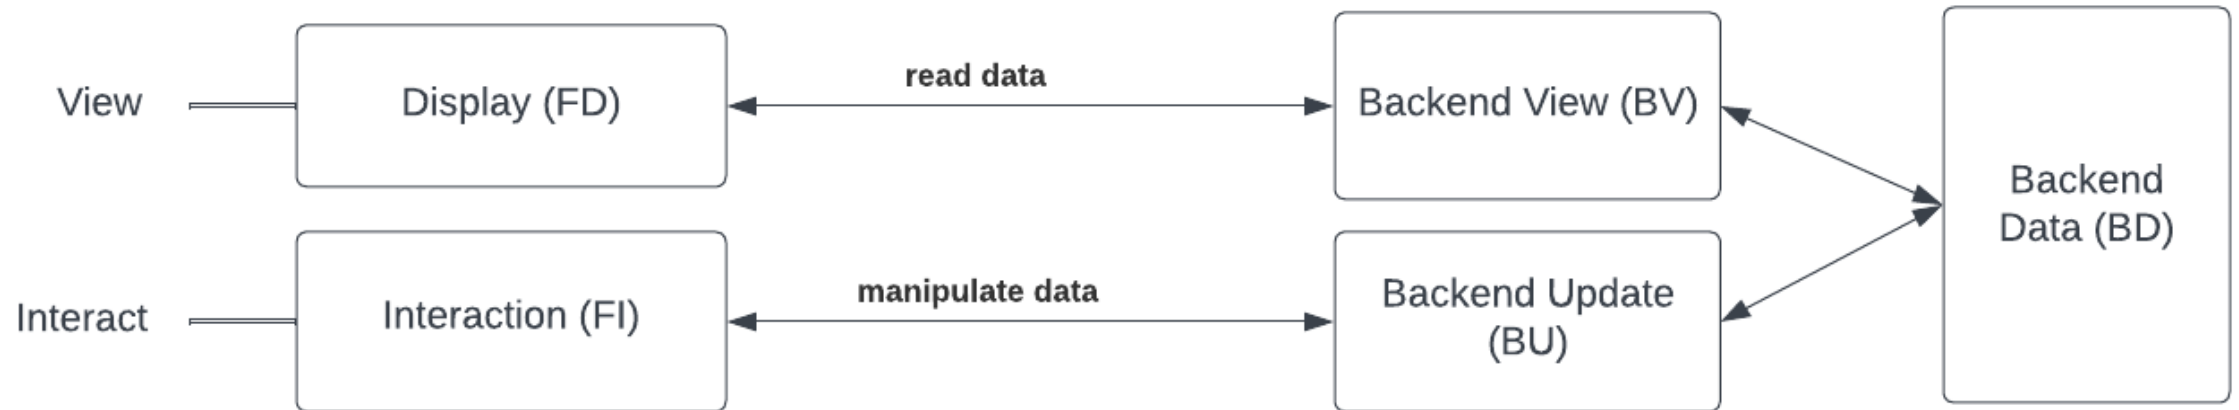 View
Display (FD)
read data
Backend View (BV)
Backend
Data (BD)
Interact
Interaction (FI)
manipulate data
Backend Update
(BU)